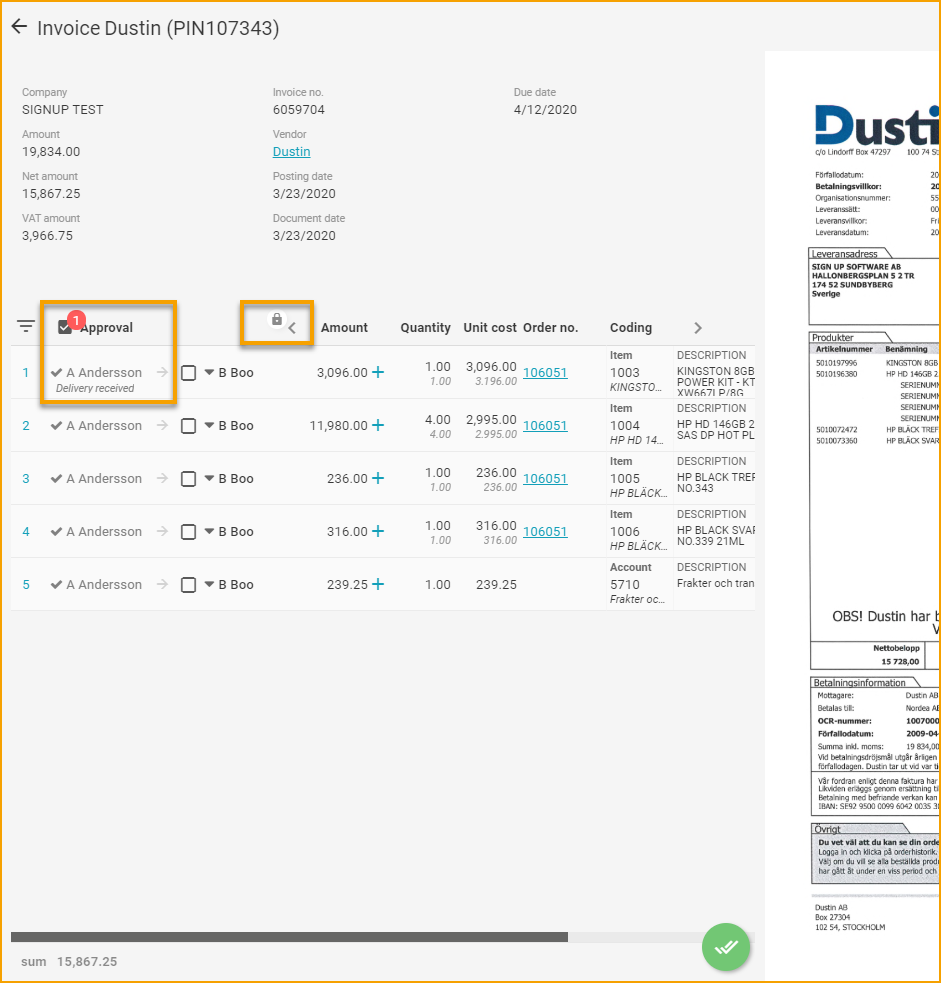 Invoice Dustin (PIN107343)
Company
SIGNUP TEST
Invoice no.
6059704
Due date
4/12/2020
Amount
19,834.00
Vendor
Dustin
Net amount
15,867.25
Posting date
3/23/2020
VAT amount
3,966.75
Document date
3/23/2020
1 Approval Amount Quantity Unit cost Order no. Coding
1 A Andersson B Boo 3,096.00 1.00 3,096.00 106051 Item DESCRIPTION
Delivery received 1.00 3.196.00 1003 KINGSTON 8GB
KINGSTO... POWER KIT - KT
XW667LP/8G
2 A Andersson B Boo 11,980.00 4.00 2,995.00 106051 Item DESCRIPTION
4.00 2.995.00 1004 HP HD 146GB 2
HP HD 14... SAS DP HOT PL
3 A Andersson B Boo 236.00 1.00 236.00 106051 Item DESCRIPTION
1.00 236.00 1005 HP BLACK TREF
HP BLÄCK... NO.343
4 A Andersson B Boo 316.00 1.00 316.00 106051 Item DESCRIPTION
1.00 316.00 1006 HP BLACK SVAF
HP BLÄCK... NO.339 21ML
5 A Andersson B Boo 239.25 1.00 239.25 Account DESCRIPTION
5710 Frakter och tran
Frakter oc...
sum 15,867.25
Dusti
c/o Lindorff Box 47297 100 74 St
Förfallodatum: 20
Betalningsvillkor: 20
Organisationsnummer: 55
Leveranssätt: 00
Leveransvillkor: Fri
Leveransdatum: 20
Leveransadress
SIGN UP SOFTWARE AB
HALLONBERGSPLAN 5 2 TR
174 52 SUNDBYBERG
Sverige
Produkter
Artikelnummer Benämning
5010197996 KINGSTON 8GB
5010196380 HP HD 146GB 2
SERIENUMM
SERIENUMM
SERIENUMM
SERIENUMM
5010072472 HP BLÄCK TREF
5010073360 HP BLÄCK SVAR
OBS! Dustin har b
Nettobelopp
15 728,00
Betalningsinformation
Mottagare: Dustin AB
Betalas till: Nordea AB
OCR-nummer: 1007000
Förfallodatum: 2009-04-
Summa inkl. moms: 19 834,00
Vid betalningsdröjsmål utgår årligen
förfallodagen. Dustin tar ut vid var ti
Vår fordran enligt denna faktura har
Likviden erläggs genom ersättning ti
Betalning med befriande verkan kan
IBAN: SE92 9500 0099 6042 0035 30
Övrigt
Du vet väl att du kan se din orde
Logga in och klicka på orderhistorik.
Välj om du vill se alla beställda prod
har gått åt under en viss period och
Dustin AB
Box 27304
102 54, STOCKHOLM